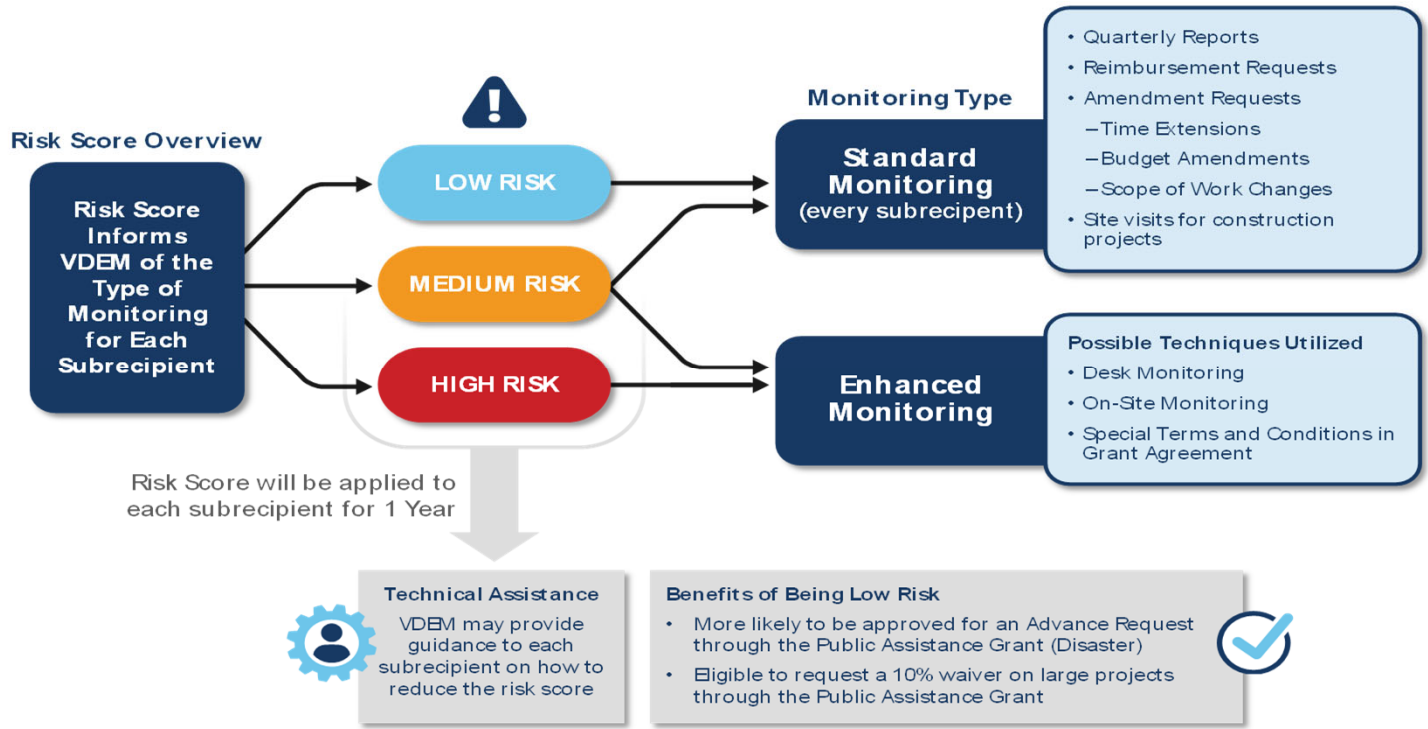 Risk Score Overview
Risk Score
Informs
VDEM of the
Type of
Monitoring
for Each
Subrecipient
!
LOW RISK
MEDIUM RISK
HIGH RISK
Monitoring Type
Standard
Monitoring
(every subrecipent)
• Quarterly Reports
• Reimbursement Requests
• Amendment Requests
–Time Extensions
–Budget Amendments
–Scope of Work Changes
• Site visits for construction
projects
Enhanced
Monitoring
Possible Techniques Utilized
• Desk Monitoring
• On-Site Monitoring
• Special Terms and Conditions in
Grant Agreement
Risk Score will be applied to
each subrecipient for 1 Year
Technical Assistance
VDEM may provide
guidance to each
subrecipient on how to
reduce the risk score
Benefits of Being Low Risk
• More likely to be approved for an Advance Request
through the Public Assistance Grant (Disaster)
• Eligible to request a 10% waiver on large projects
through the Public Assistance Grant